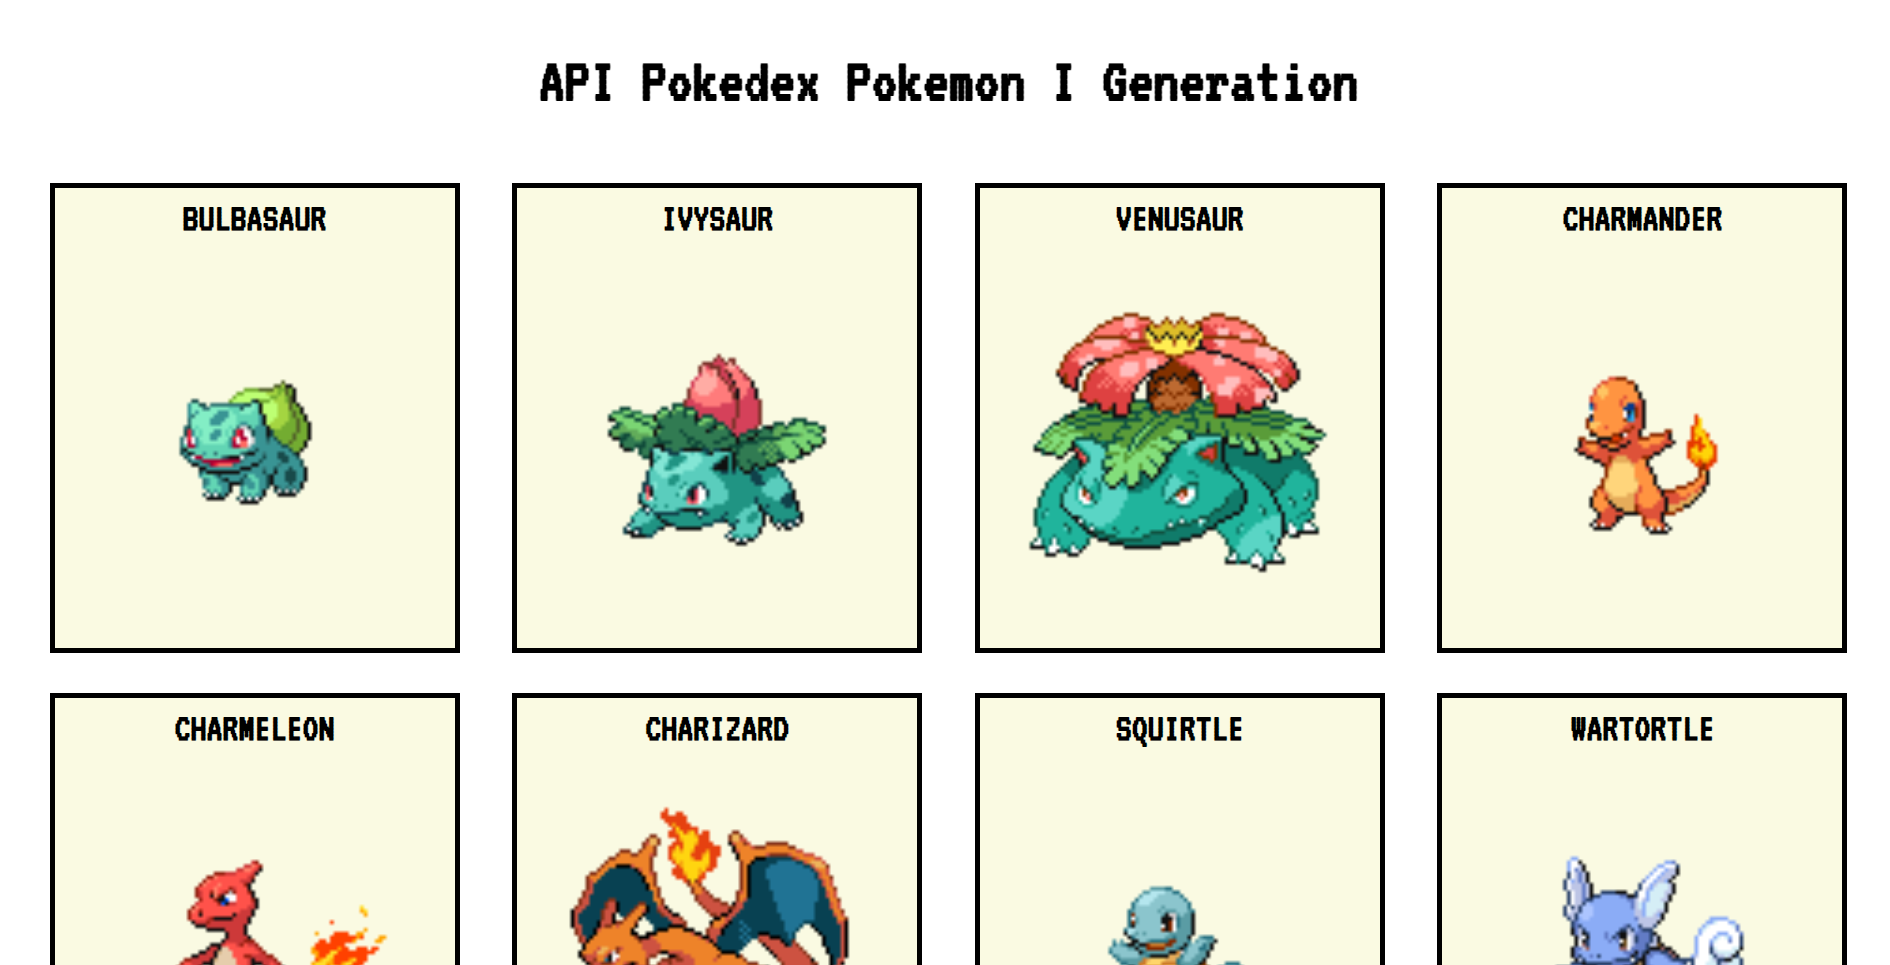 API Pokedex Pokemon I Generation
BULBASAUR
IVYSAUR
VENUSAUR
CHARMANDER
CHARMELEON
CHARIZARD
SQUIRTLE
WARTORTLE